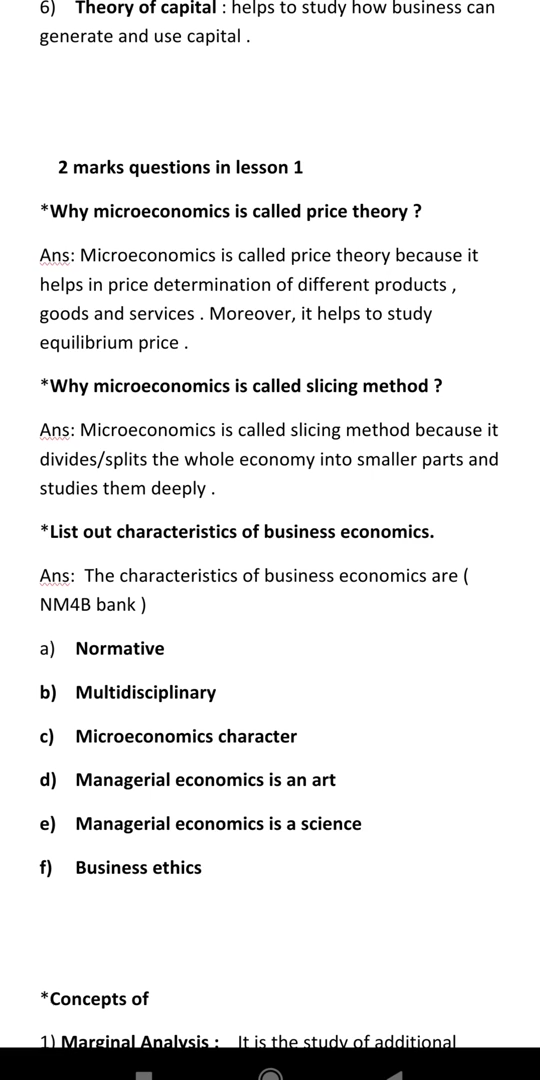 6) Theory of capital : helps to study how business can
generate and use capital .
2 marks questions in lesson 1
*Why microeconomics is called price theory ?
Ans: Microeconomics is called price theory because it
helps in price determination of different products ,
goods and services . Moreover, it helps to study
equilibrium price .
*Why microeconomics is called slicing method ?
Ans: Microeconomics is called slicing method because it
divides/splits the whole economy into smaller parts and
studies them deeply .
*List out characteristics of business economics.
Ans: The characteristics of business economics are (
NM4B bank )
a) Normative
b) Multidisciplinary
c) Microeconomics character
d) Managerial economics is an art
e) Managerial economics is a science
f) Business ethics
*Concepts of
1) Marginal Analysis : It is the study of additional